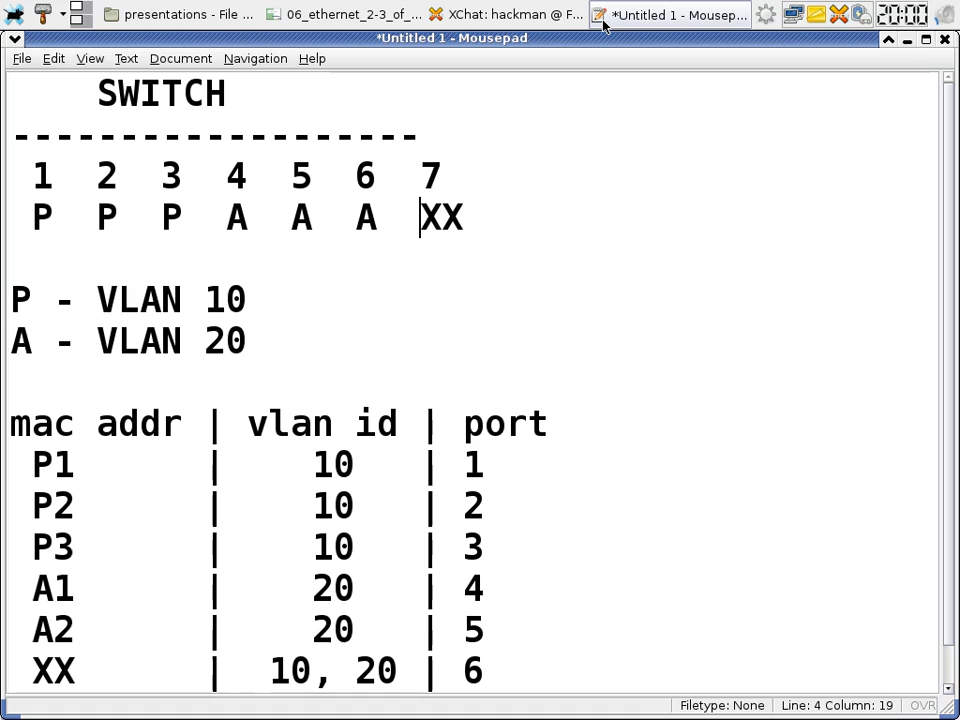 presentations - File ...
06_ethernet_2-3_of_...
XChat: hackman @ F...
*Untitled 1 - Mousep...
20:00
*Untitled 1 - Mousepad
File Edit View Text Document Navigation Help
SWITCH
-------------------
1 2 3 4 5 6 7
P P P A A A XX
P - VLAN 10
A - VLAN 20
mac addr | vlan id | port
P1 | 10 | 1
P2 | 10 | 2
P3 | 10 | 3
A1 | 20 | 4
A2 | 20 | 5
XX | 10, 20 | 6
Filetype: None Line: 4 Column: 19 OVR